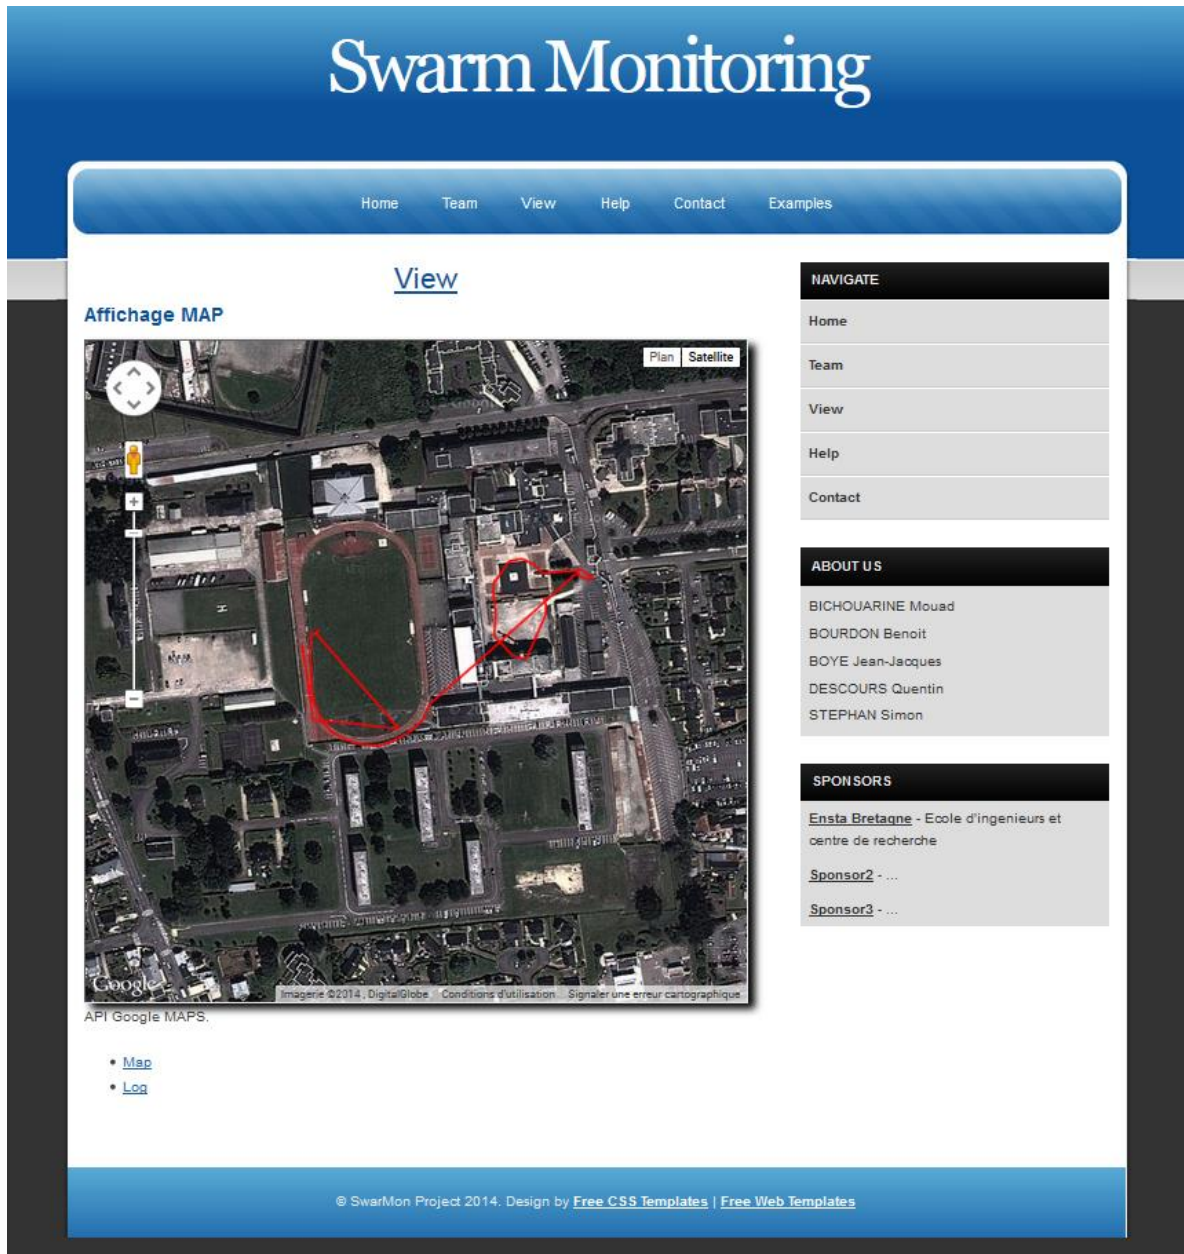 Swarm Monitoring
Home Team View Help Contact Examples
View
Affichage MAP
Plan Satellite
Google
Imagerie ©2014 , DigitalGlobe Conditions d'utilisation Signaler une erreur cartographique
API Google MAPS.
• Map
• Log
NAVIGATE
Home
Team
View
Help
Contact
ABOUT US
BICHOUARINE Mouad
BOURDON Benoit
BOYE Jean-Jacques
DESCOURS Quentin
STEPHAN Simon
SPONSORS
Ensta Bretagne - Ecole d'ingenieurs et
centre de recherche
Sponsor2 - ...
Sponsor3 - ...
© SwarMon Project 2014. Design by Free CSS Templates | Free Web Templates